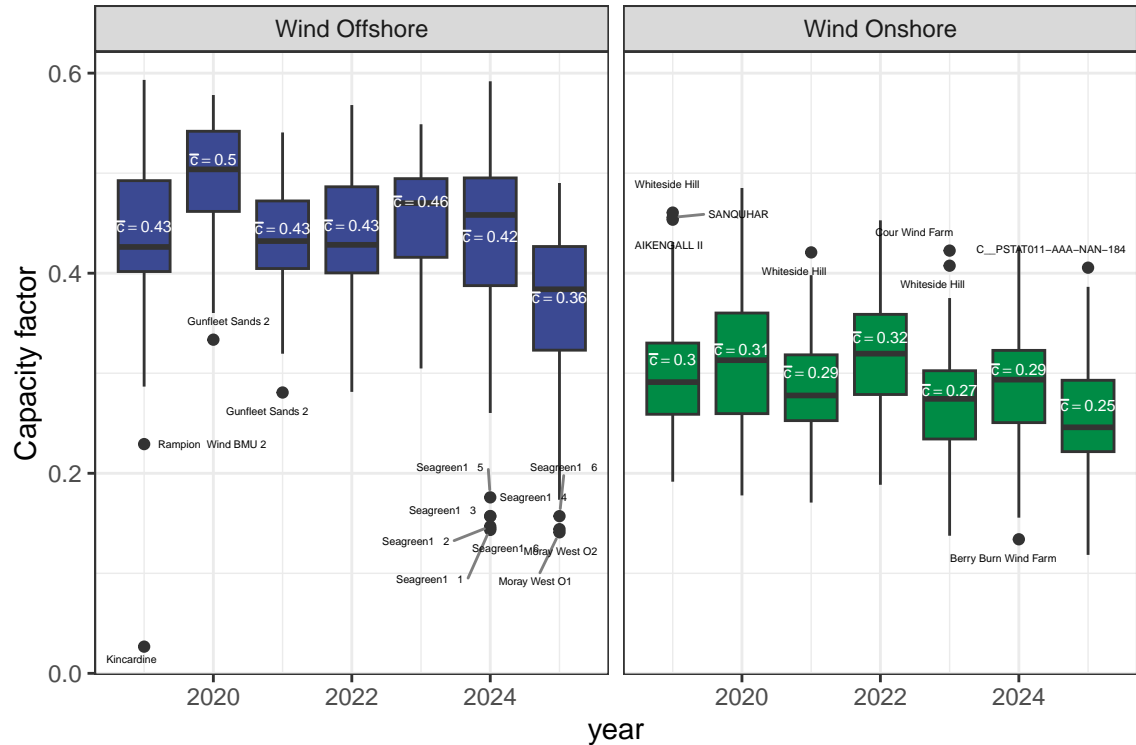 Wind Offshore
Wind Onshore
Capacity factor
0.6
0.4
0.2
0.0
c̅ = 0.43
c̅ = 0.5
c̅ = 0.43
c̅ = 0.43
c̅ = 0.46
c̅ = 0.42
c̅ = 0.36
Gunfleet Sands 2
Gunfleet Sands 2
Rampion Wind BMU 2
Seagreen1 5
Seagreen1 6
Seagreen1 4
Seagreen1 3
Seagreen1 2
Seagreen1 6
Moray West O2
Seagreen1 1
Moray West O1
Kincardine
Whiteside Hill
SANQUHAR
AIKENGALL II
Whiteside Hill
Cour Wind Farm
Whiteside Hill
C__PSTAT011-AAA-NAN-184
c̅ = 0.3
c̅ = 0.31
c̅ = 0.29
c̅ = 0.32
c̅ = 0.27
c̅ = 0.29
c̅ = 0.25
Berry Burn Wind Farm
2020
2022
2024
2020
2022
2024
year